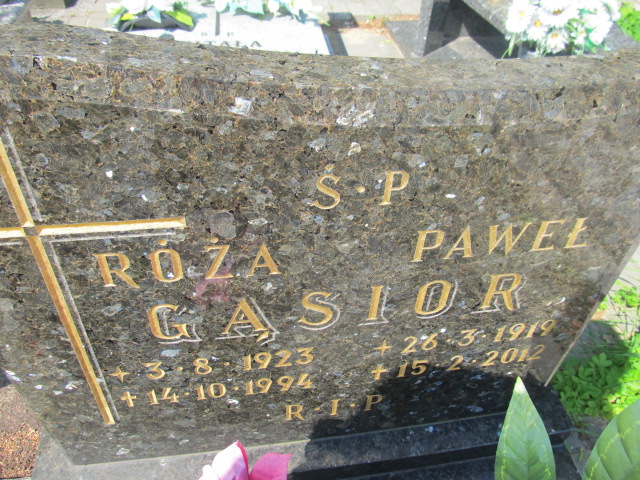 Ś·P
RÓŻA PAWEŁ
GĄSIOR
3·8·1923 26·3·1919
+14·10·1994 +15·2·2012
R·I·P